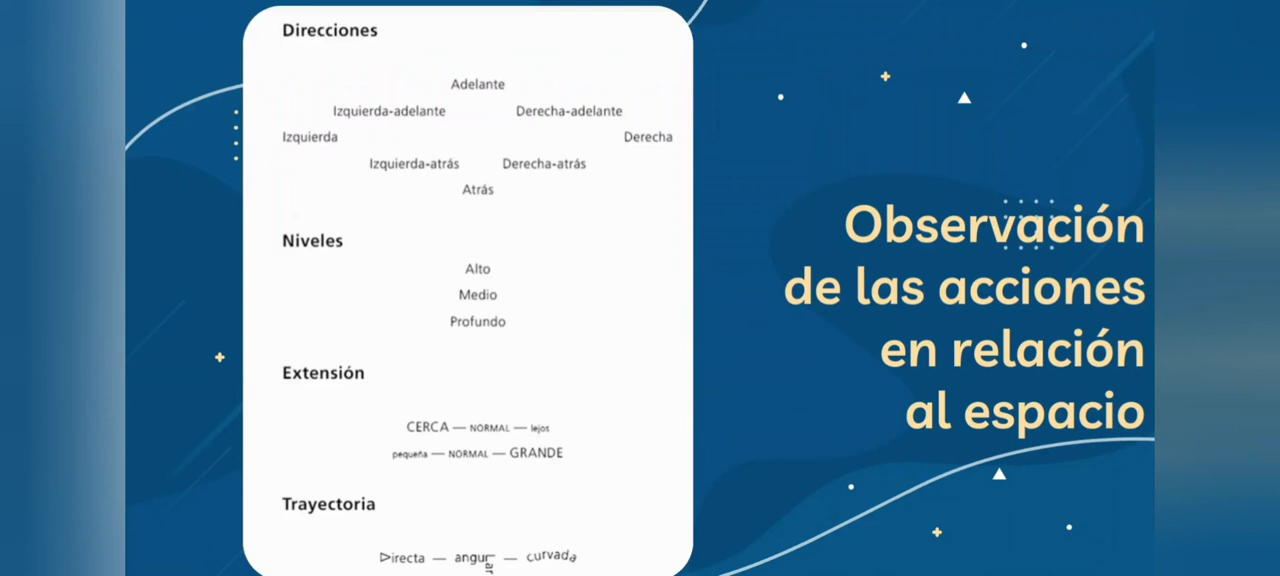 Direcciones
Adelante
Izquierda-adelante Derecha-adelante
Izquierda Derecha
Izquierda-atrás Derecha-atrás
Atrás
Niveles
Alto
Medio
Profundo
Extensión
CERCA — NORMAL — lejos
pequeña — NORMAL — GRANDE
Trayectoria
Directa — angular — curvada
Observación
de las acciones
en relación
al espacio